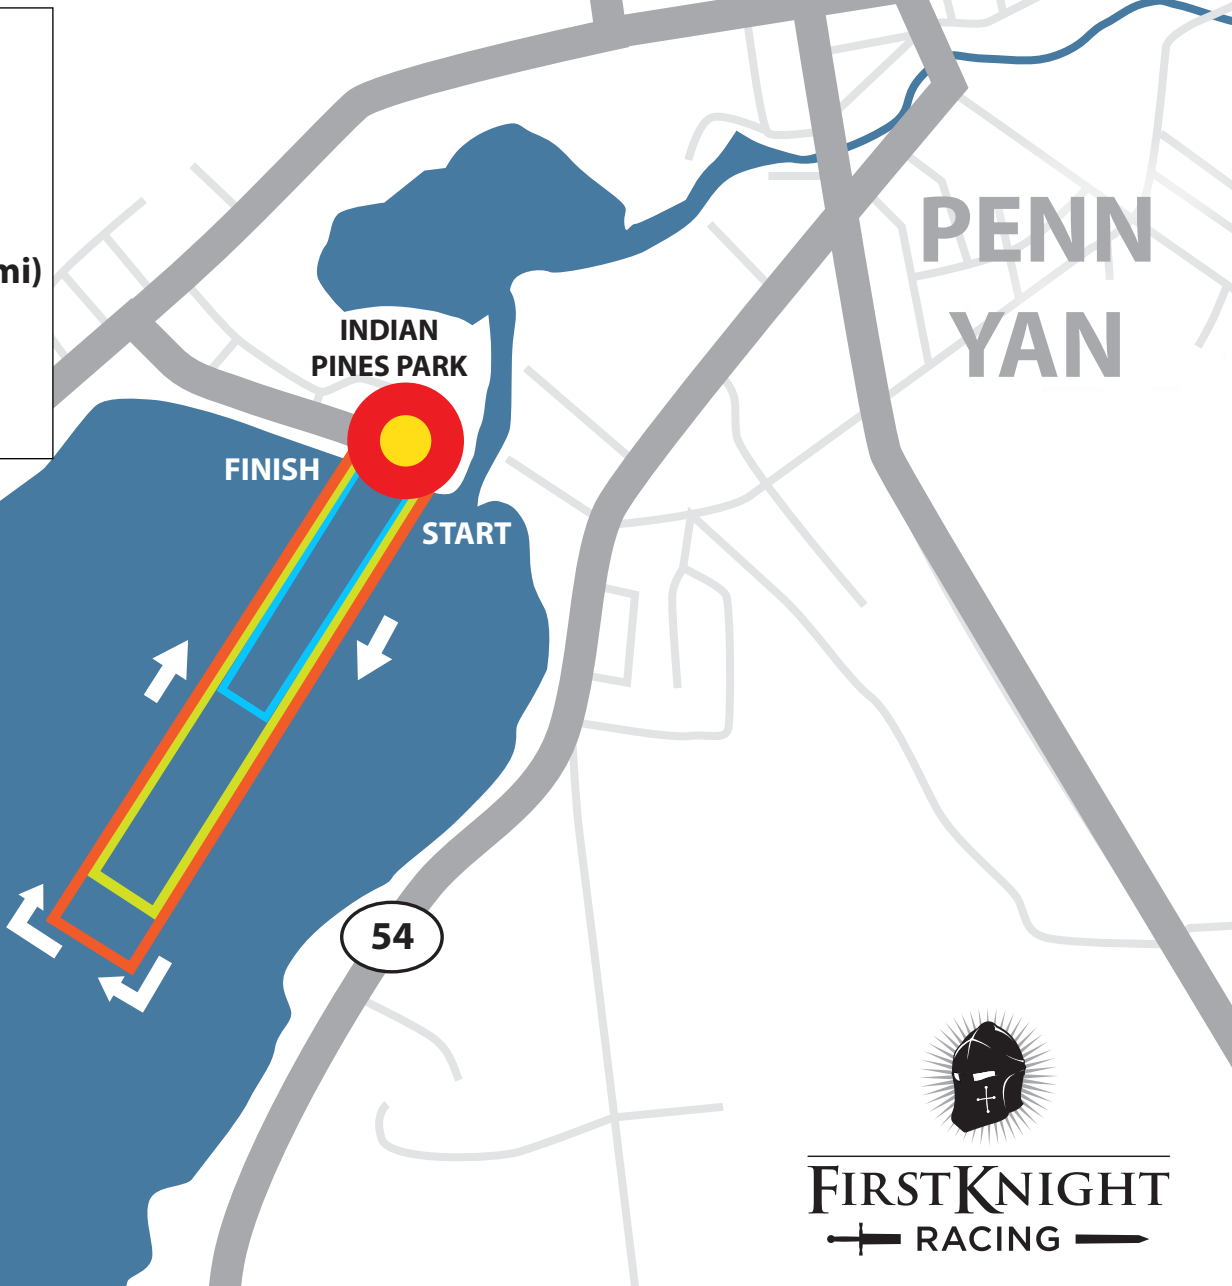 mi)
PENN
YAN
INDIAN
PINES PARK
FINISH
START
54
FIRSTKNIGHT
RACING